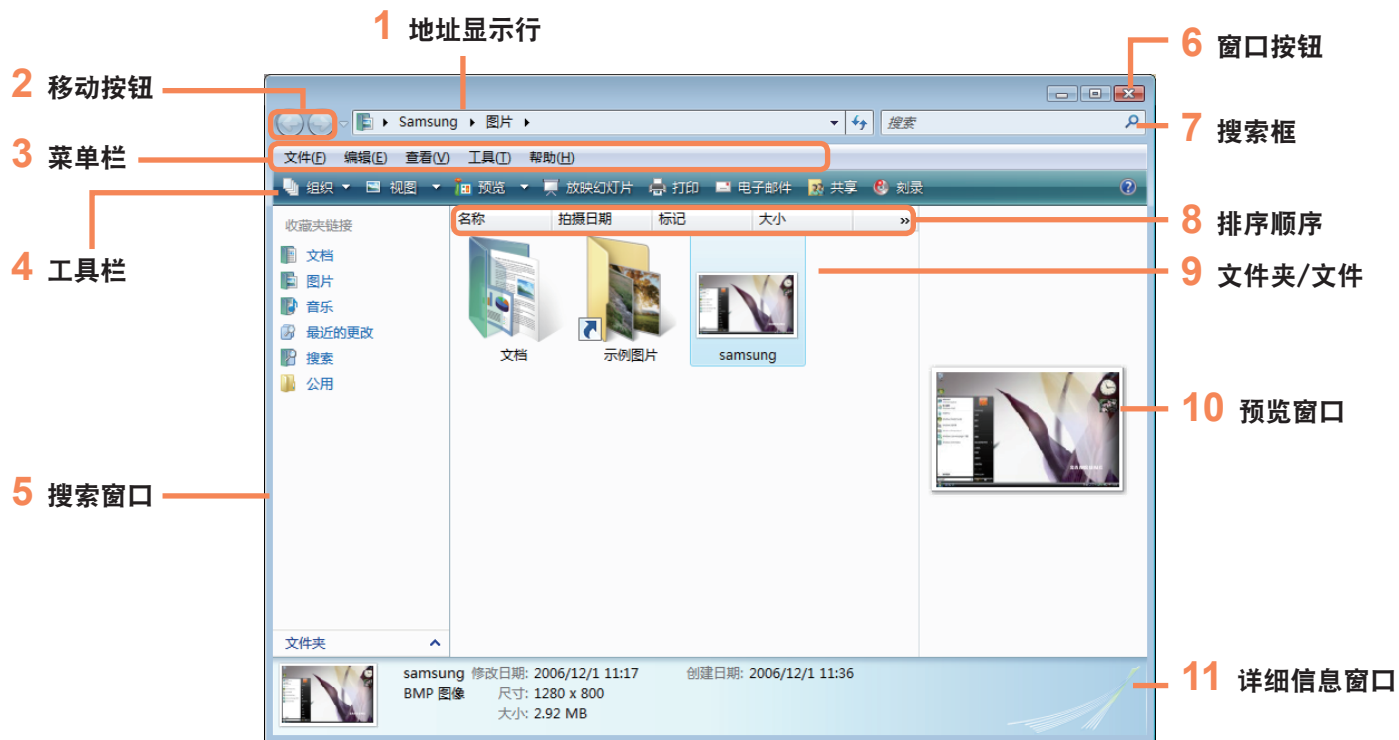 1 地址显示行
2 移动按钮
3 菜单栏
4 工具栏
5 搜索窗口
6 窗口按钮
7 搜索框
8 排序顺序
9 文件夹/文件
10 预览窗口
11 详细信息窗口
Samsung 图片
搜索
文件(F) 编辑(E) 查看(V) 工具(T) 帮助(H)
组织 视图 预览 放映幻灯片 打印 电子邮件 共享 刻录
收藏夹链接
文档
图片
音乐
最近的更改
搜索
公用
文件夹
名称 拍摄日期 标记 大小 »
文档 示例图片 samsung
samsung 修改日期: 2006/12/1 11:17 创建日期: 2006/12/1 11:36
BMP 图像 尺寸: 1280 x 800
大小: 2.92 MB